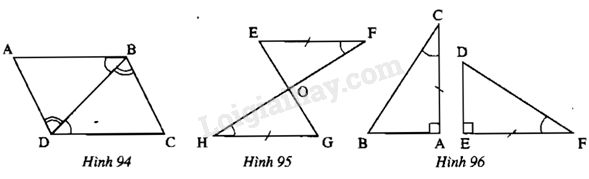 A B D C
E F O H G
C B A
D E F
Loigiaihay.com
Hình 94 Hình 95 Hình 96